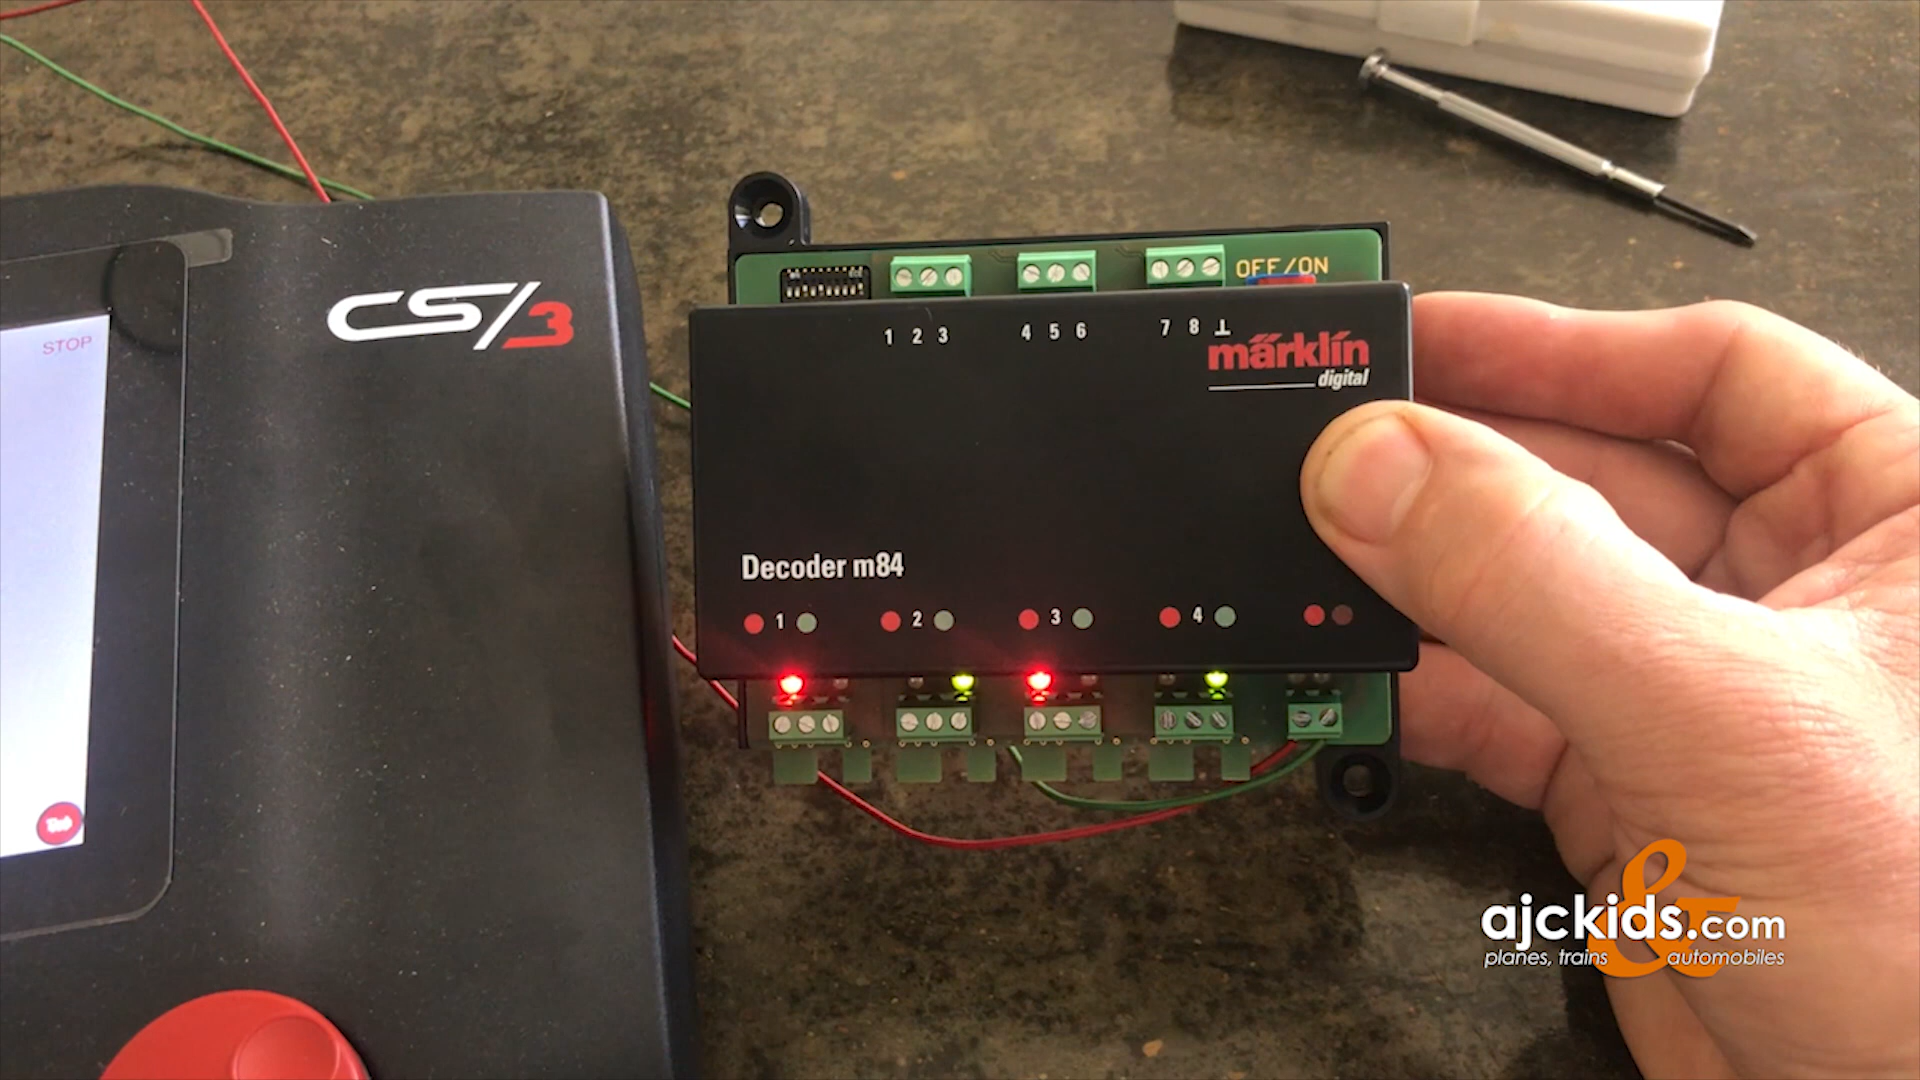 STOP
CS/3
OFF/ON
1 2 3 4 5 6 7 8 ⊥
märklín
digital
Decoder m84
1 2 3 4
ajckids.com
planes, trains & automobiles